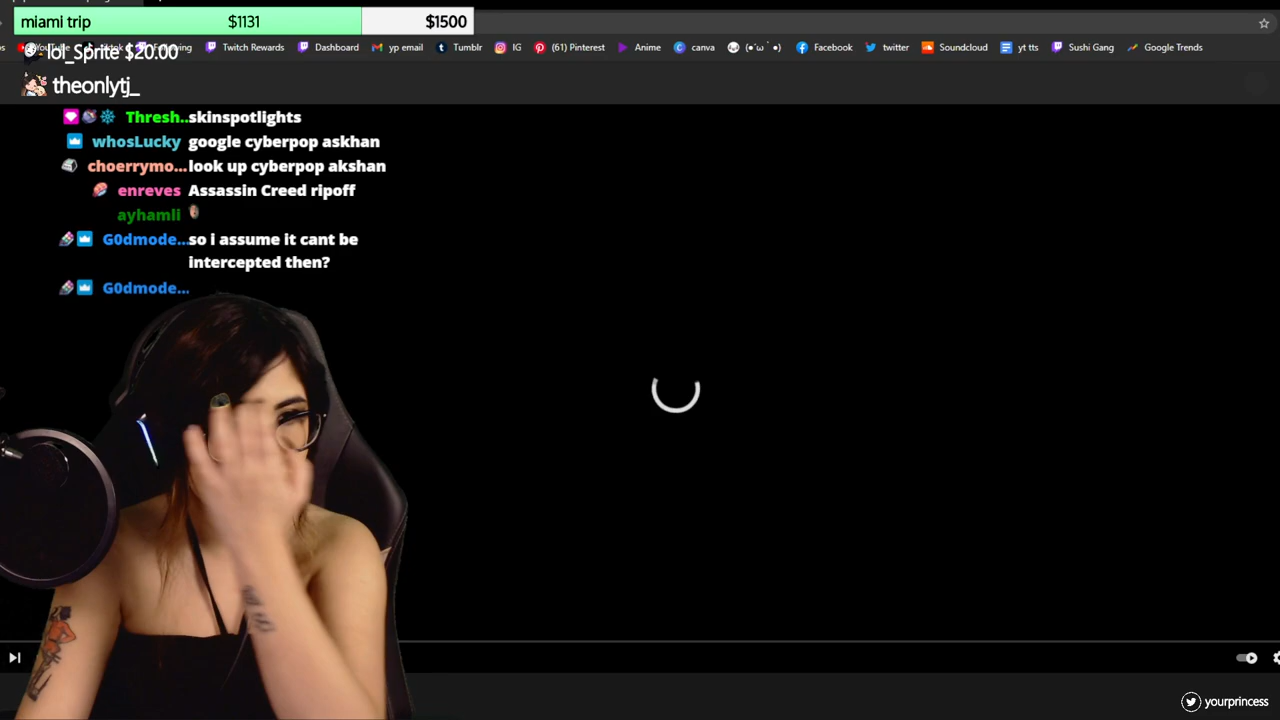 miami trip $1131 $1500
lol_Sprite $20.00
YouTube Following Twitch Rewards Dashboard yp email Tumblr IG (61) Pinterest Anime canva (●'ω`●) Facebook twitter Soundcloud yt tts Sushi Gang Google Trends
theonlytj_
Thresh.. skinspotlights
whosLucky google cyberpop askhan
choerrymo... look up cyberpop akshan
enreves Assassin Creed ripoff
ayhamli
G0dmode... so i assume it cant be
intercepted then?
G0dmode...
yourprincess